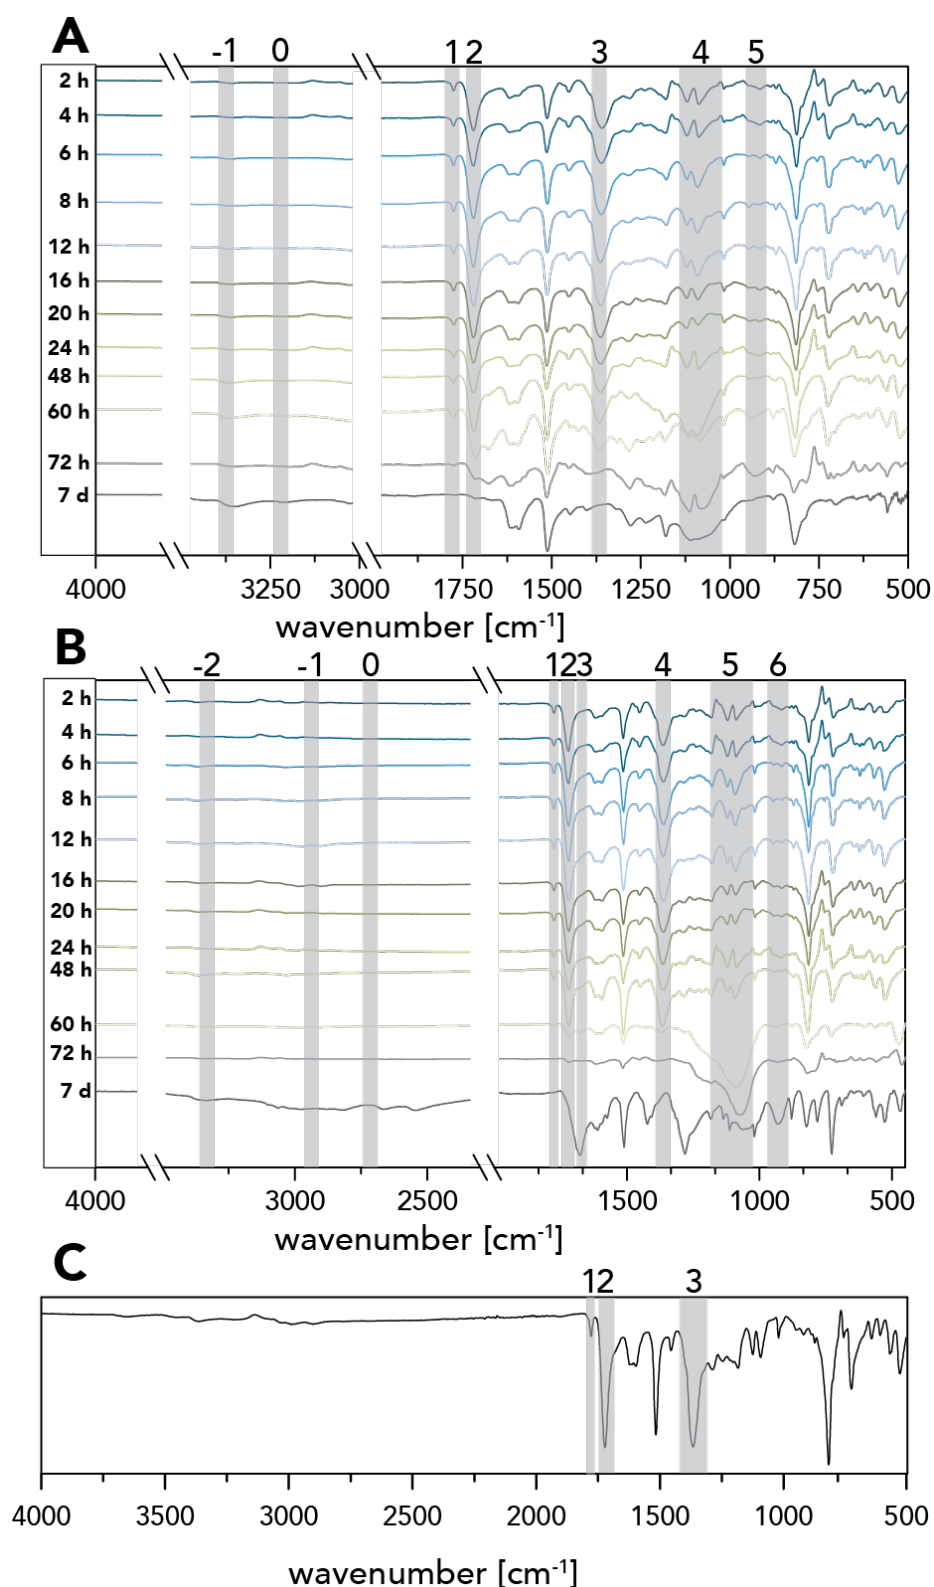 A
-1 0 1 2 3 4 5
2 h
4 h
6 h
8 h
12 h
16 h
20 h
24 h
48 h
60 h
72 h
7 d
4000 3250 3000 1750 1500 1250 1000 750 500
wavenumber [cm-1]
B
-2 -1 0 1 2 3 4 5 6
2 h
4 h
6 h
8 h
12 h
16 h
20 h
24 h
48 h
60 h
72 h
7 d
4000 3000 2500 1500 1000 500
wavenumber [cm-1]
C
1 2 3
4000 3500 3000 2500 2000 1500 1000 500
wavenumber [cm-1]